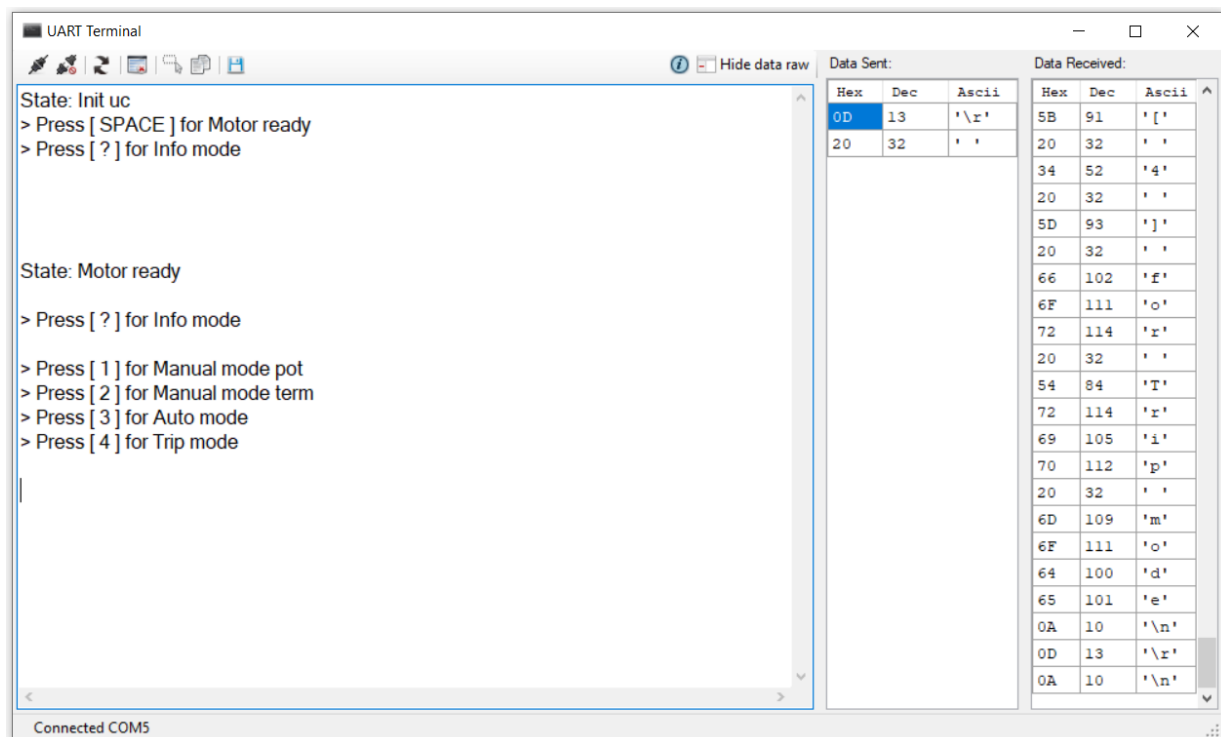 UART Terminal
Hide data raw
State: Init uc
> Press [ SPACE ] for Motor ready
> Press [ ? ] for Info mode
State: Motor ready
> Press [ ? ] for Info mode
> Press [ 1 ] for Manual mode pot
> Press [ 2 ] for Manual mode term
> Press [ 3 ] for Auto mode
> Press [ 4 ] for Trip mode
Data Sent:
Hex Dec Ascii
0D 13 '\r'
20 32 ' '
Data Received:
Hex Dec Ascii
5B 91 '['
20 32 ' '
34 52 '4'
20 32 ' '
5D 93 ']'
20 32 ' '
66 102 'f'
6F 111 'o'
72 114 'r'
20 32 ' '
54 84 'T'
72 114 'r'
69 105 'i'
70 112 'p'
20 32 ' '
6D 109 'm'
6F 111 'o'
64 100 'd'
65 101 'e'
0A 10 '\n'
0D 13 '\r'
0A 10 '\n'
Connected COM5